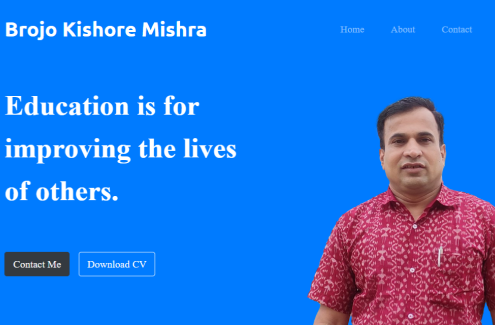 Brojo Kishore Mishra
Home About Contact
Education is for
improving the lives
of others.
Contact Me Download CV